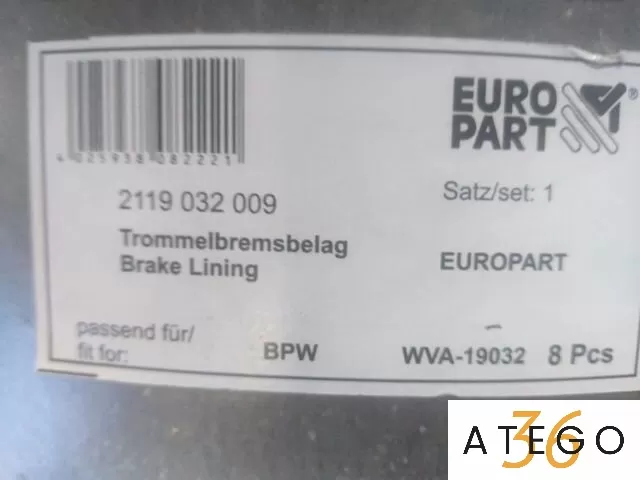 EURO
PART ®
4 025938 082221
2119 032 009
Satz/set: 1
Trommelbremsbelag
Brake Lining
EUROPART
passend für/
fit for:
BPW
WVA-19032 8 Pcs
ATEGO
36